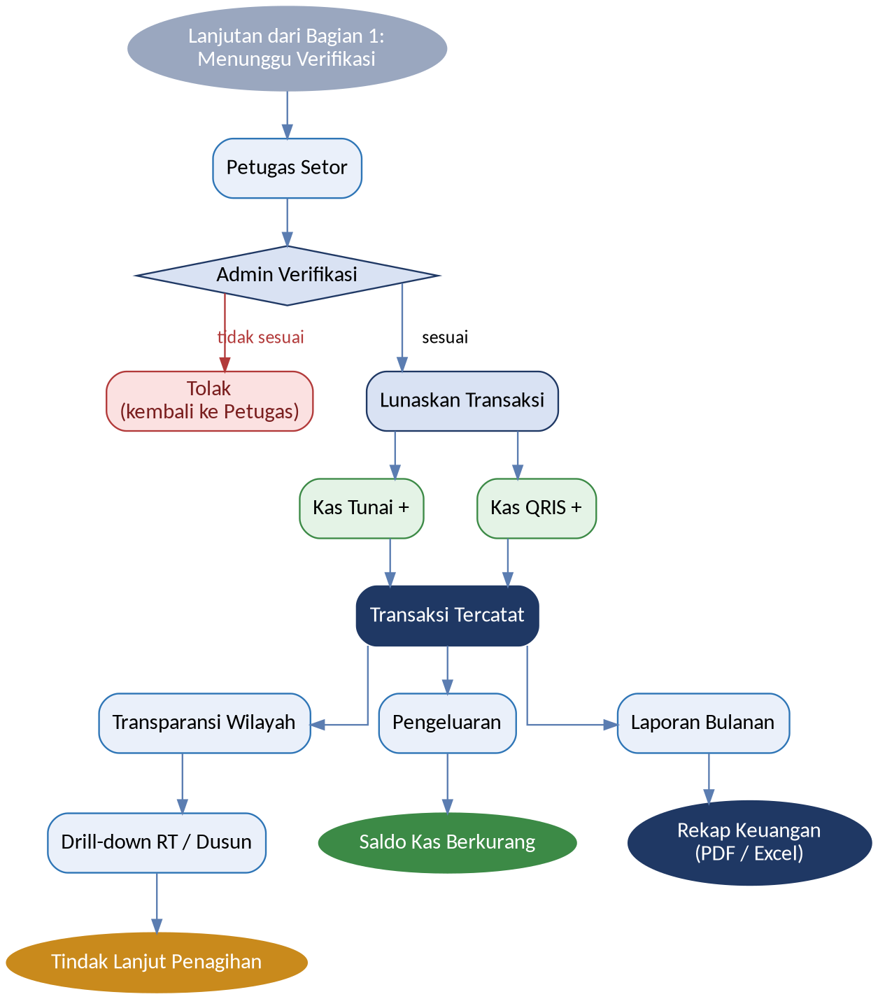 Lanjutan dari Bagian 1:
Menunggu Verifikasi
Petugas Setor
Admin Verifikasi
tidak sesuai
sesuai
Tolak
(kembali ke Petugas)
Lunaskan Transaksi
Kas Tunai +
Kas QRIS +
Transaksi Tercatat
Transparansi Wilayah
Pengeluaran
Laporan Bulanan
Drill-down RT / Dusun
Saldo Kas Berkurang
Rekap Keuangan
(PDF / Excel)
Tindak Lanjut Penagihan